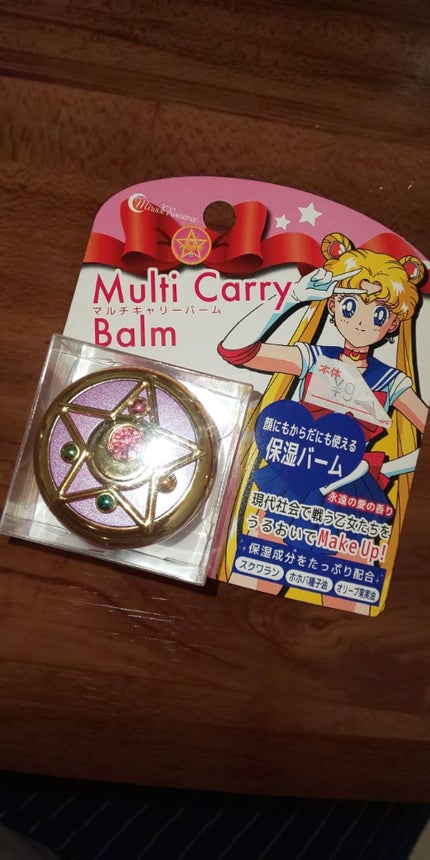 Miracle Romance
Multi Carry
マルチキャリーバーム
Balm
本体
顔にもからだにも使える
保湿バーム
永遠の愛の香り
現代社会で戦う乙女たちを
うるおいでMake Up!
保湿成分をたっぷり配合
スクワラン ホホバ種子油 オリーブ果実油